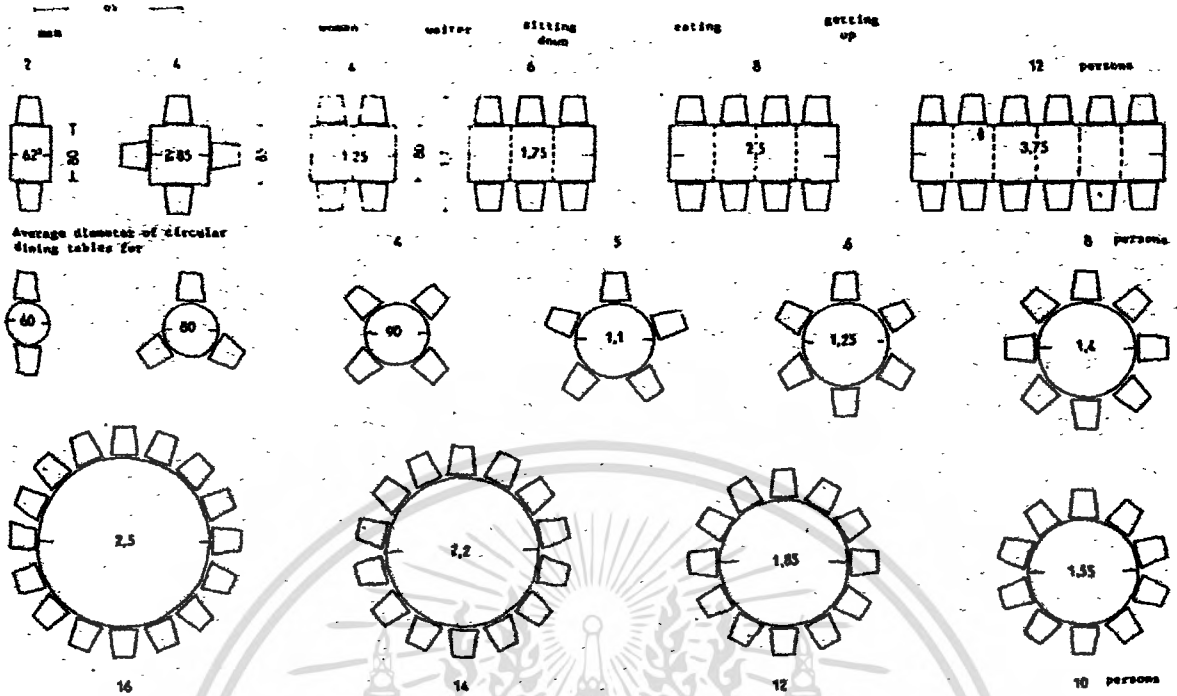 man women waiter sitting down eating getting up
2 4 4 6 8 12 persons
62⁵ 80 85 1,25 80 1,75 2,5 3,75
Average diameter of circular
dining tables for
4 5 6 8 persons
60 80 90 1,1 1,25 1,4
2,5 2,2 1,85 1,55
16 14 12 10 persons